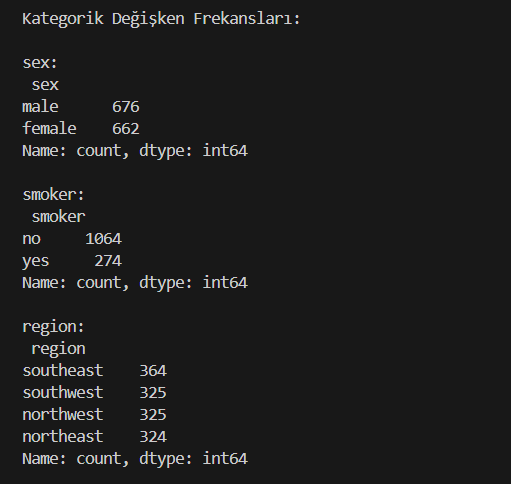 Kategorik Değişken Frekansları:
sex:
sex
male 676
female 662
Name: count, dtype: int64
smoker:
smoker
no 1064
yes 274
Name: count, dtype: int64
region:
region
southeast 364
southwest 325
northwest 325
northeast 324
Name: count, dtype: int64